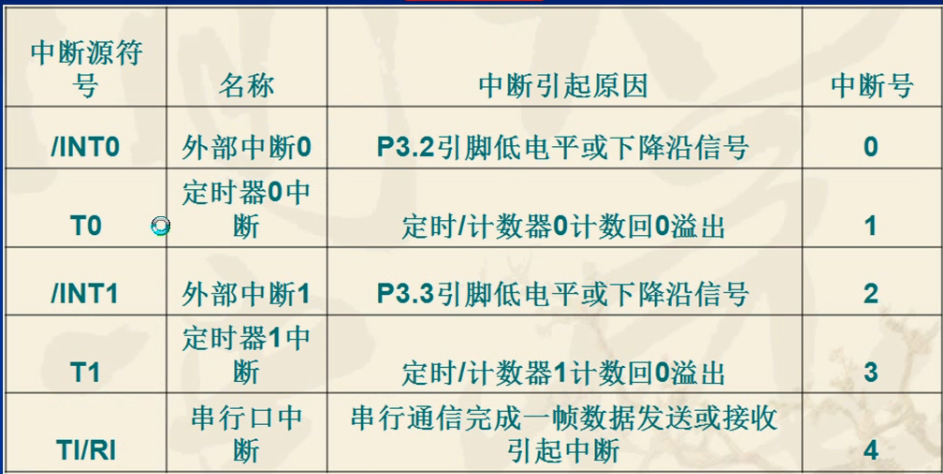 中断源符
号
名称
中断引起原因
中断号
/INT0
外部中断0
P3.2引脚低电平或下降沿信号
0
T0
定时器0中
断
定时/计数器0计数回0溢出
1
/INT1
外部中断1
P3.3引脚低电平或下降沿信号
2
T1
定时器1中
断
定时/计数器1计数回0溢出
3
TI/RI
串行口中
断
串行通信完成一帧数据发送或接收
引起中断
4